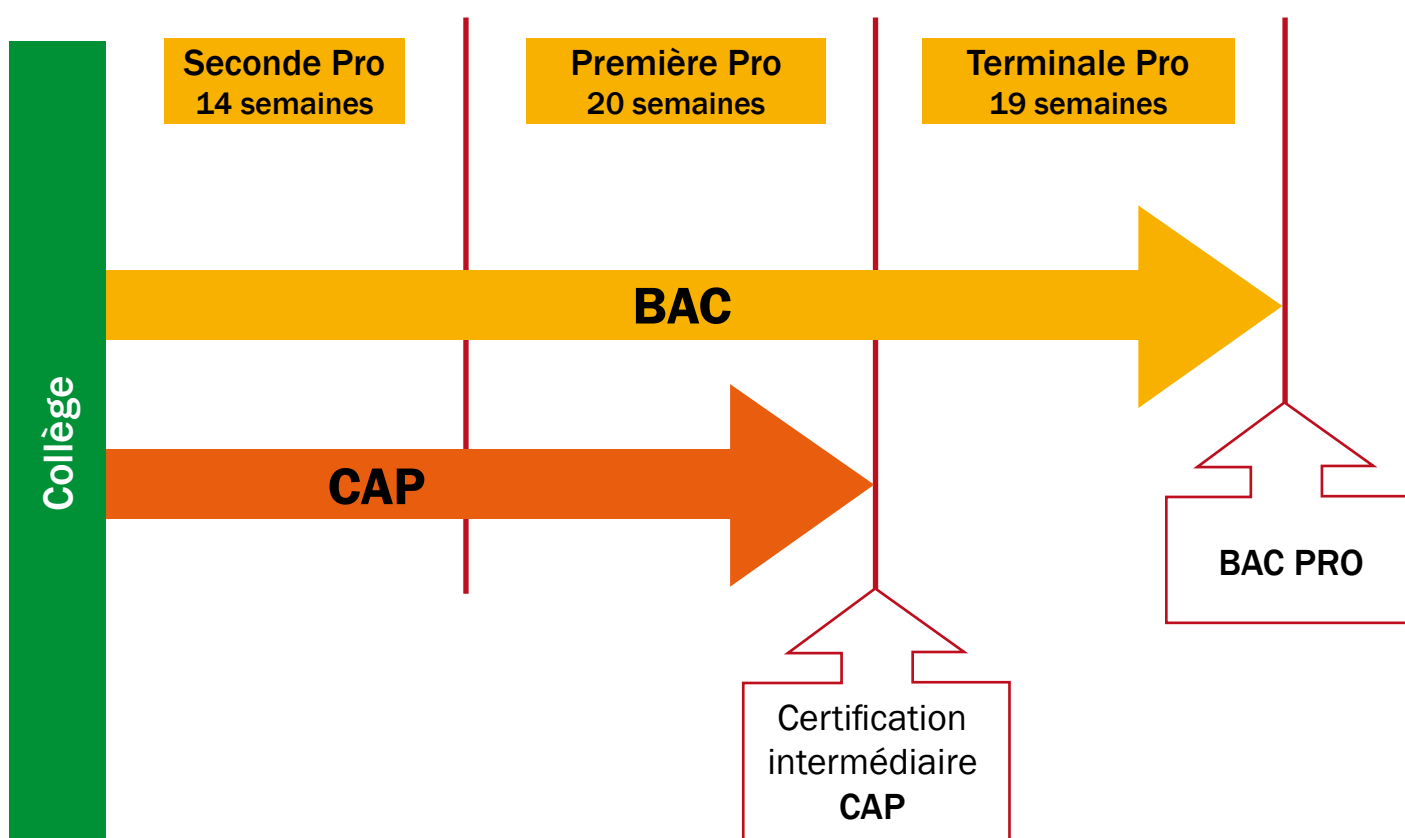 Seconde Pro
14 semaines
Première Pro
20 semaines
Terminale Pro
19 semaines
BAC
Collège
CAP
BAC PRO
Certification
intermédiaire
CAP